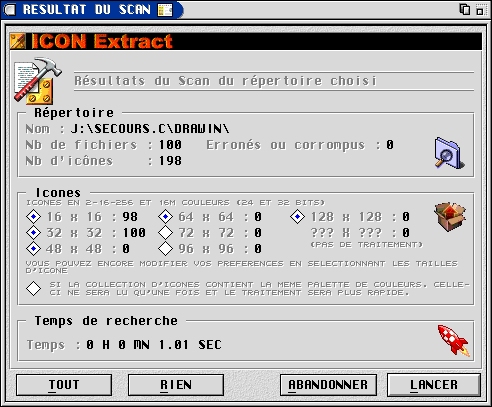 RESULTAT DU SCAN
ICON Extract
Résultats du Scan du répertoire choisi
Répertoire
Nom : J:\SECOURS.C\DRAWIN\
Nb de fichiers : 100 Erronés ou corrompus : 0
Nb d'icônes : 198
Icones
ICONES EN 2-16-256 ET 16M COULEURS (24 ET 32 BITS)
16 x 16 : 98 64 x 64 : 0 128 x 128 : 0
32 x 32 : 100 72 x 72 : 0 ??? X ??? : 0
48 x 48 : 0 96 x 96 : 0 (PAS DE TRAITEMENT)
VOUS POUVEZ ENCORE MODIFIER VOS PREFERENCES EN SELECTIONNANT LES TAILLES
D'ICONE
SI LA COLLECTION D'ICONES CONTIENT LA MEME PALETTE DE COULEURS. CELLE-
CI NE SERA LU QU'UNE FOIS ET LE TRAITEMENT SERA PLUS RAPIDE.
Temps de recherche
Temps : 0 H 0 MN 1.01 SEC
TOUT RIEN ABANDONNER LANCER